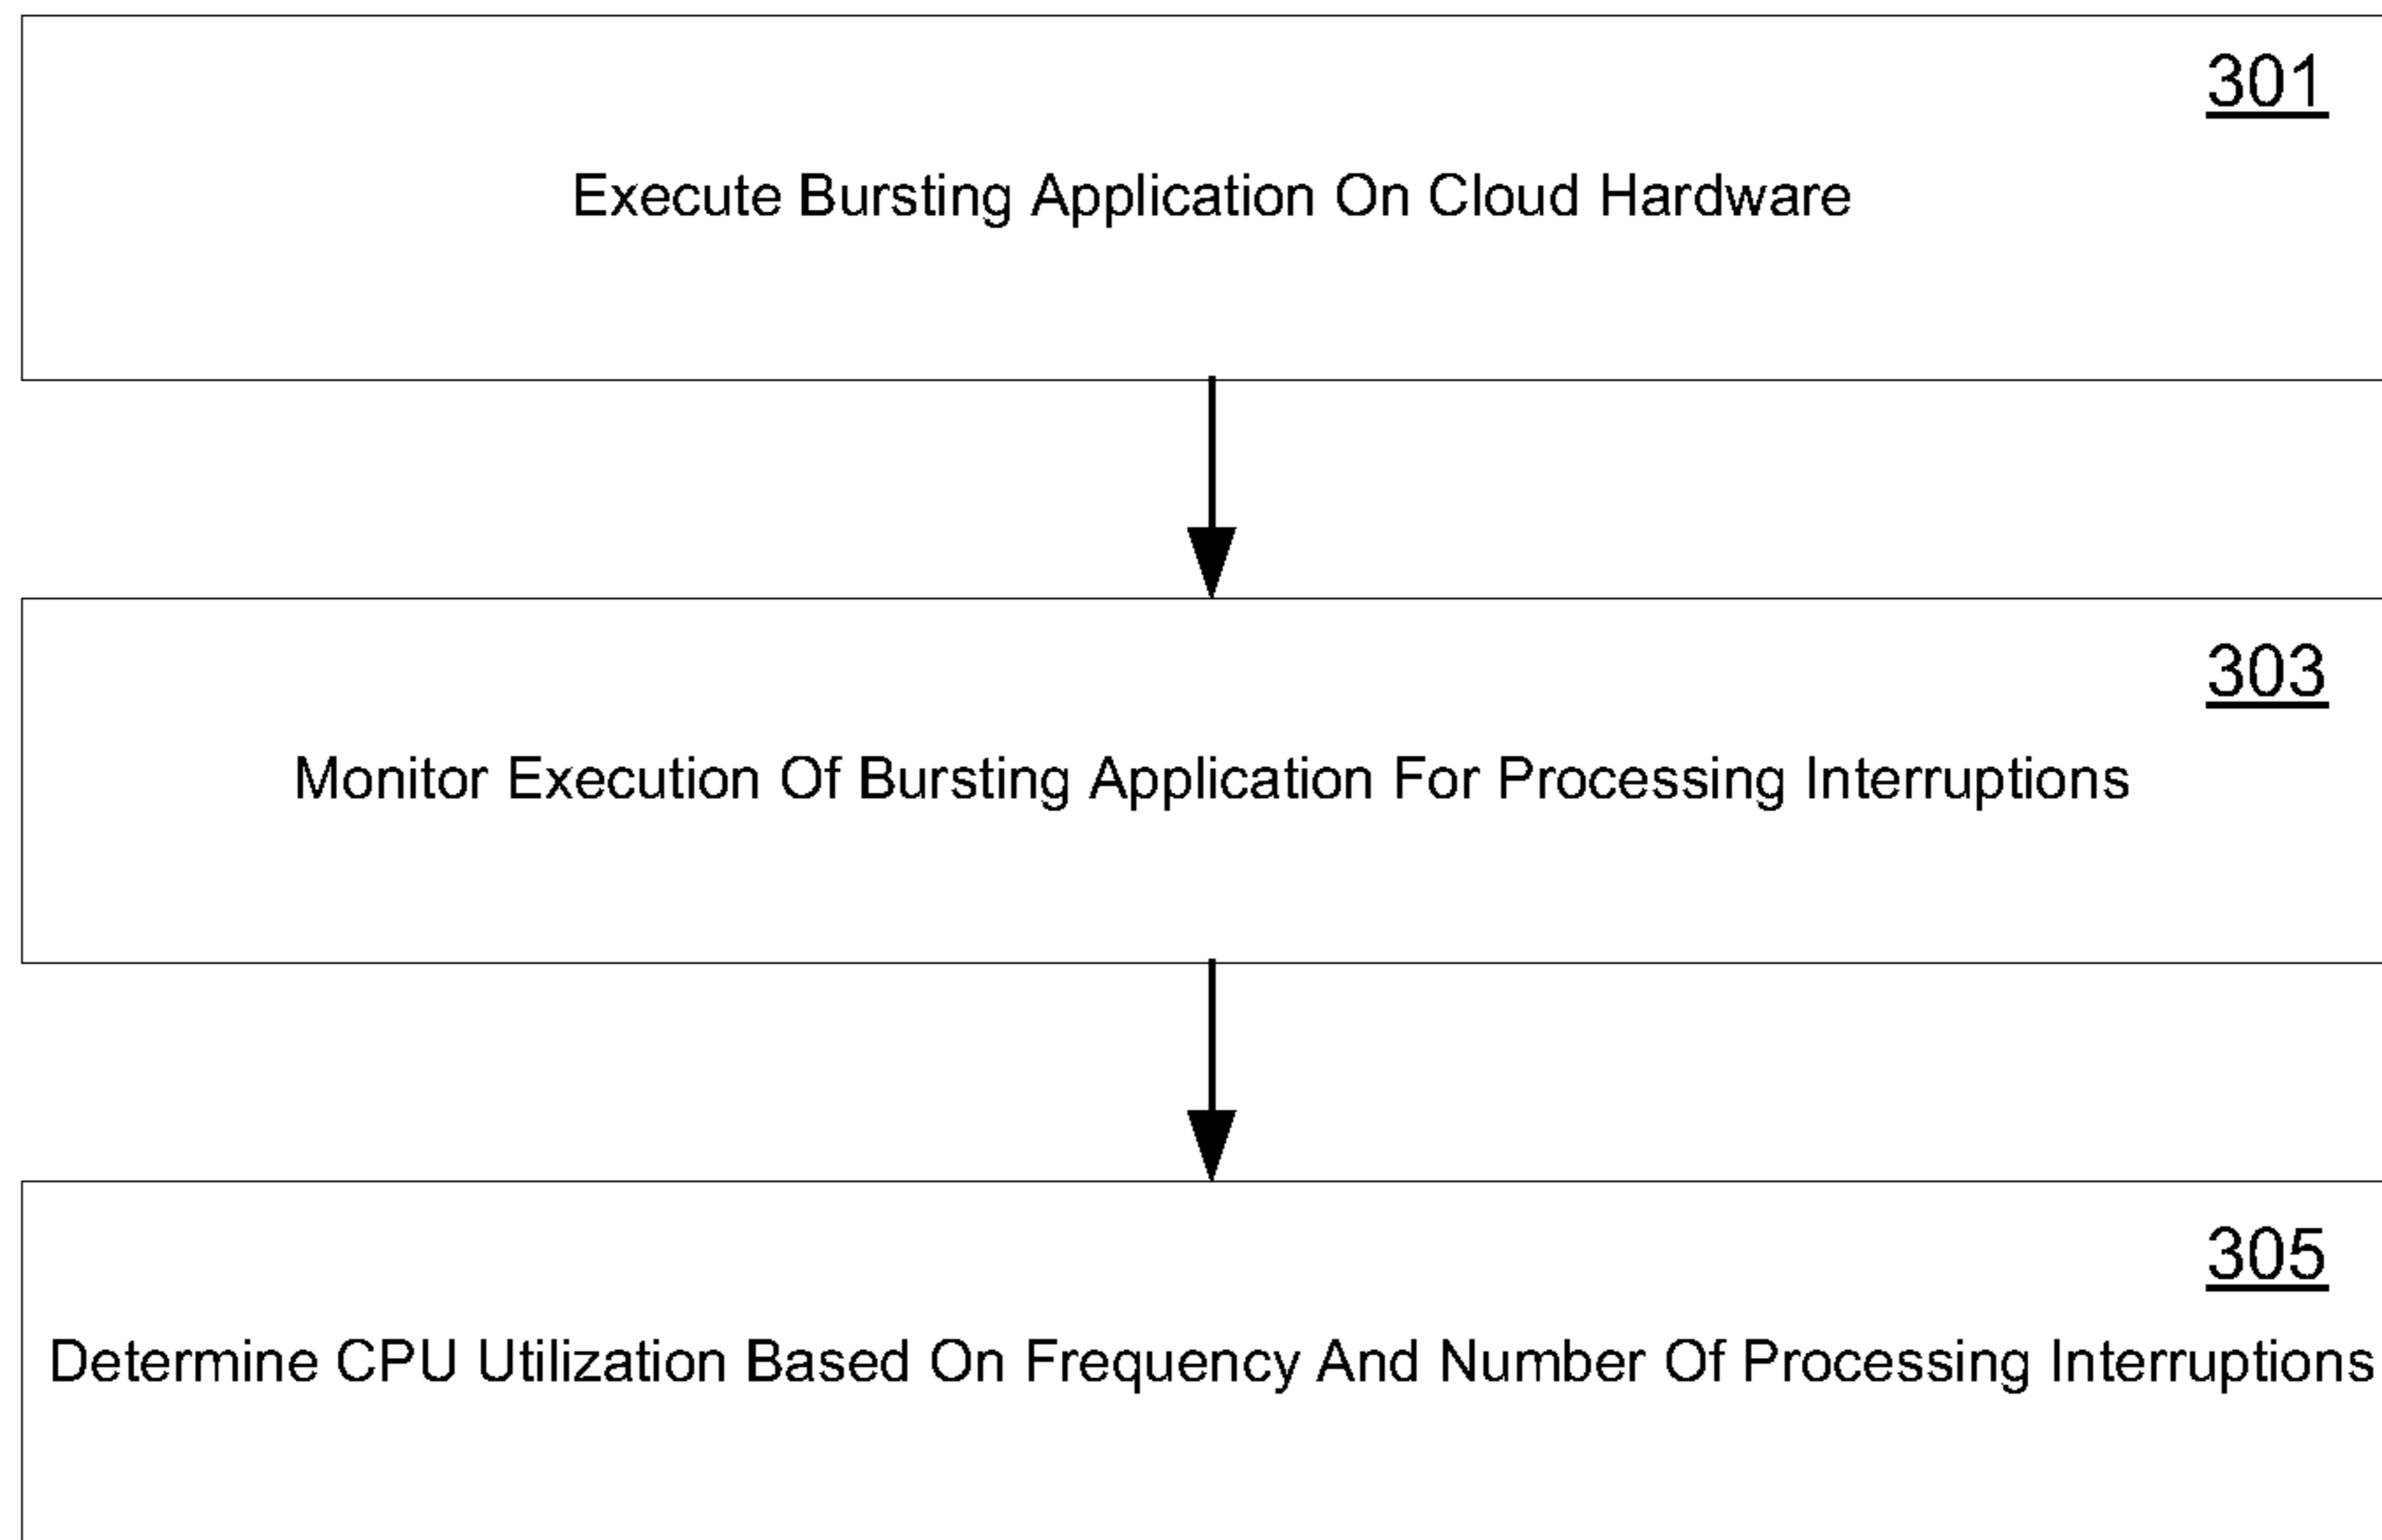 301
Execute Bursting Application On Cloud Hardware
303
Monitor Execution Of Bursting Application For Processing Interruptions
305
Determine CPU Utilization Based On Frequency And Number Of Processing Interruptions